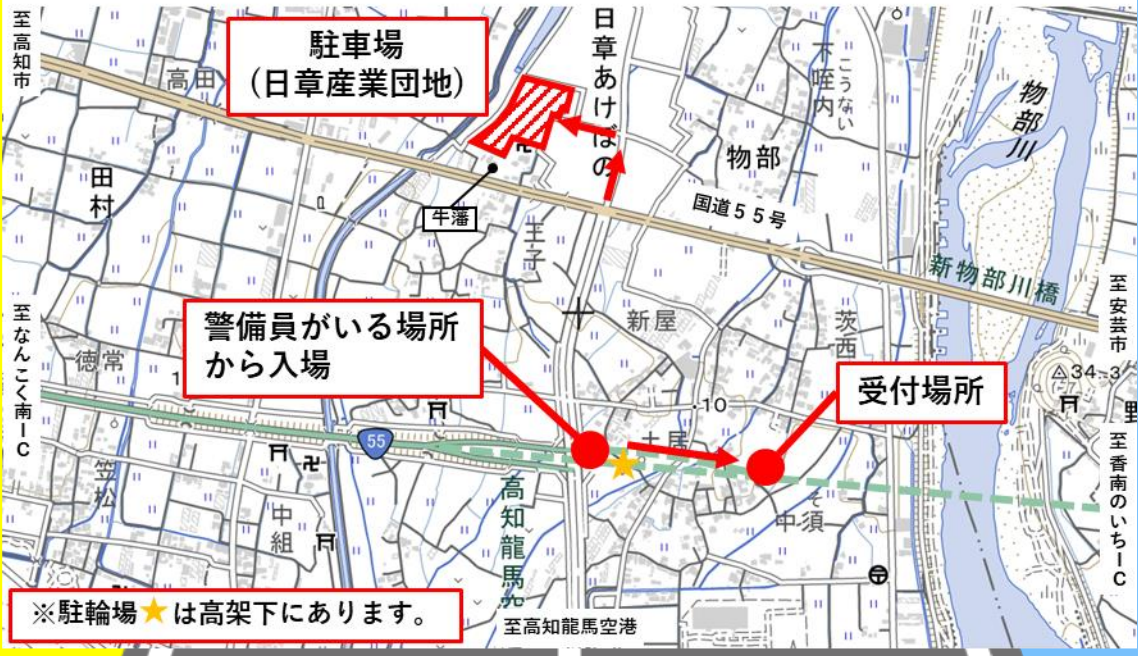 至高知市
高田
駐車場
(日章産業団地)
日章あけぼの
下咥内
こうない
物部川
物部
田村
午藩
王子
国道５５号
新物部川橋
至安芸市
至なんこく南IC
徳常
警備員がいる場所
から入場
新屋
茨西
34.3
野
受付場所
.10
55
土居
笠松
中組
高知龍馬空
そ
中須
至香南のいちIC
※駐輪場★は高架下にあります。
至高知龍馬空港